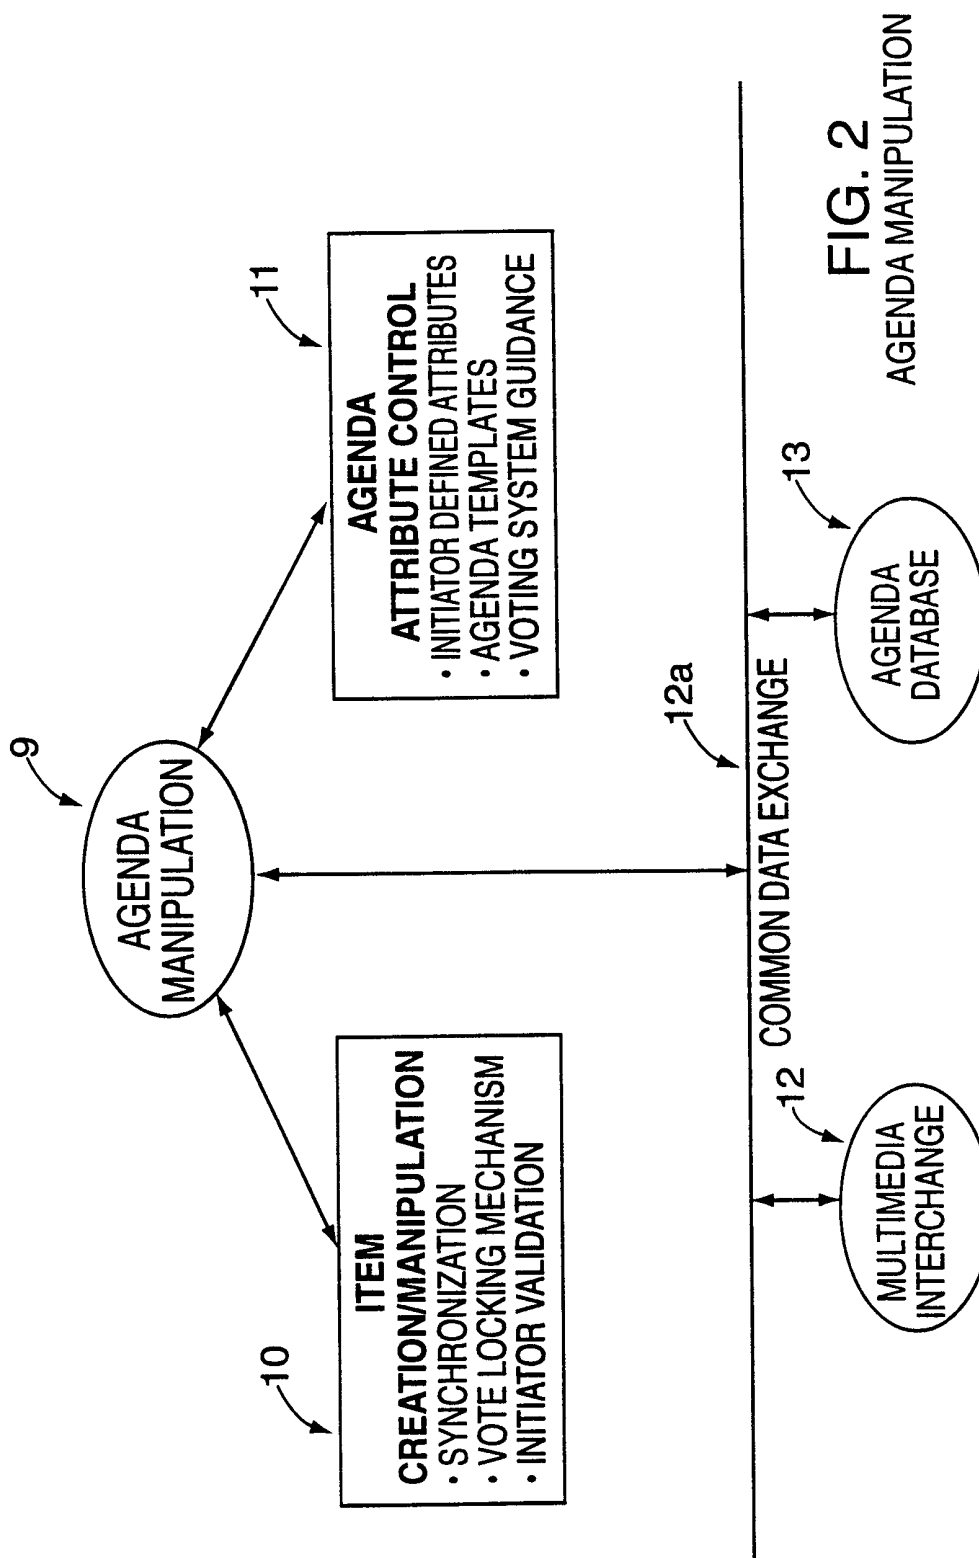 9
AGENDA
MANIPULATION
10
ITEM
CREATION/MANIPULATION
· SYNCHRONIZATION
· VOTE LOCKING MECHANISM
· INITIATOR VALIDATION
11
AGENDA
ATTRIBUTE CONTROL
· INITIATOR DEFINED ATTRIBUTES
· AGENDA TEMPLATES
· VOTING SYSTEM GUIDANCE
12a
COMMON DATA EXCHANGE
12
MULTIMEDIA
INTERCHANGE
13
AGENDA
DATABASE
FIG. 2
AGENDA MANIPULATION